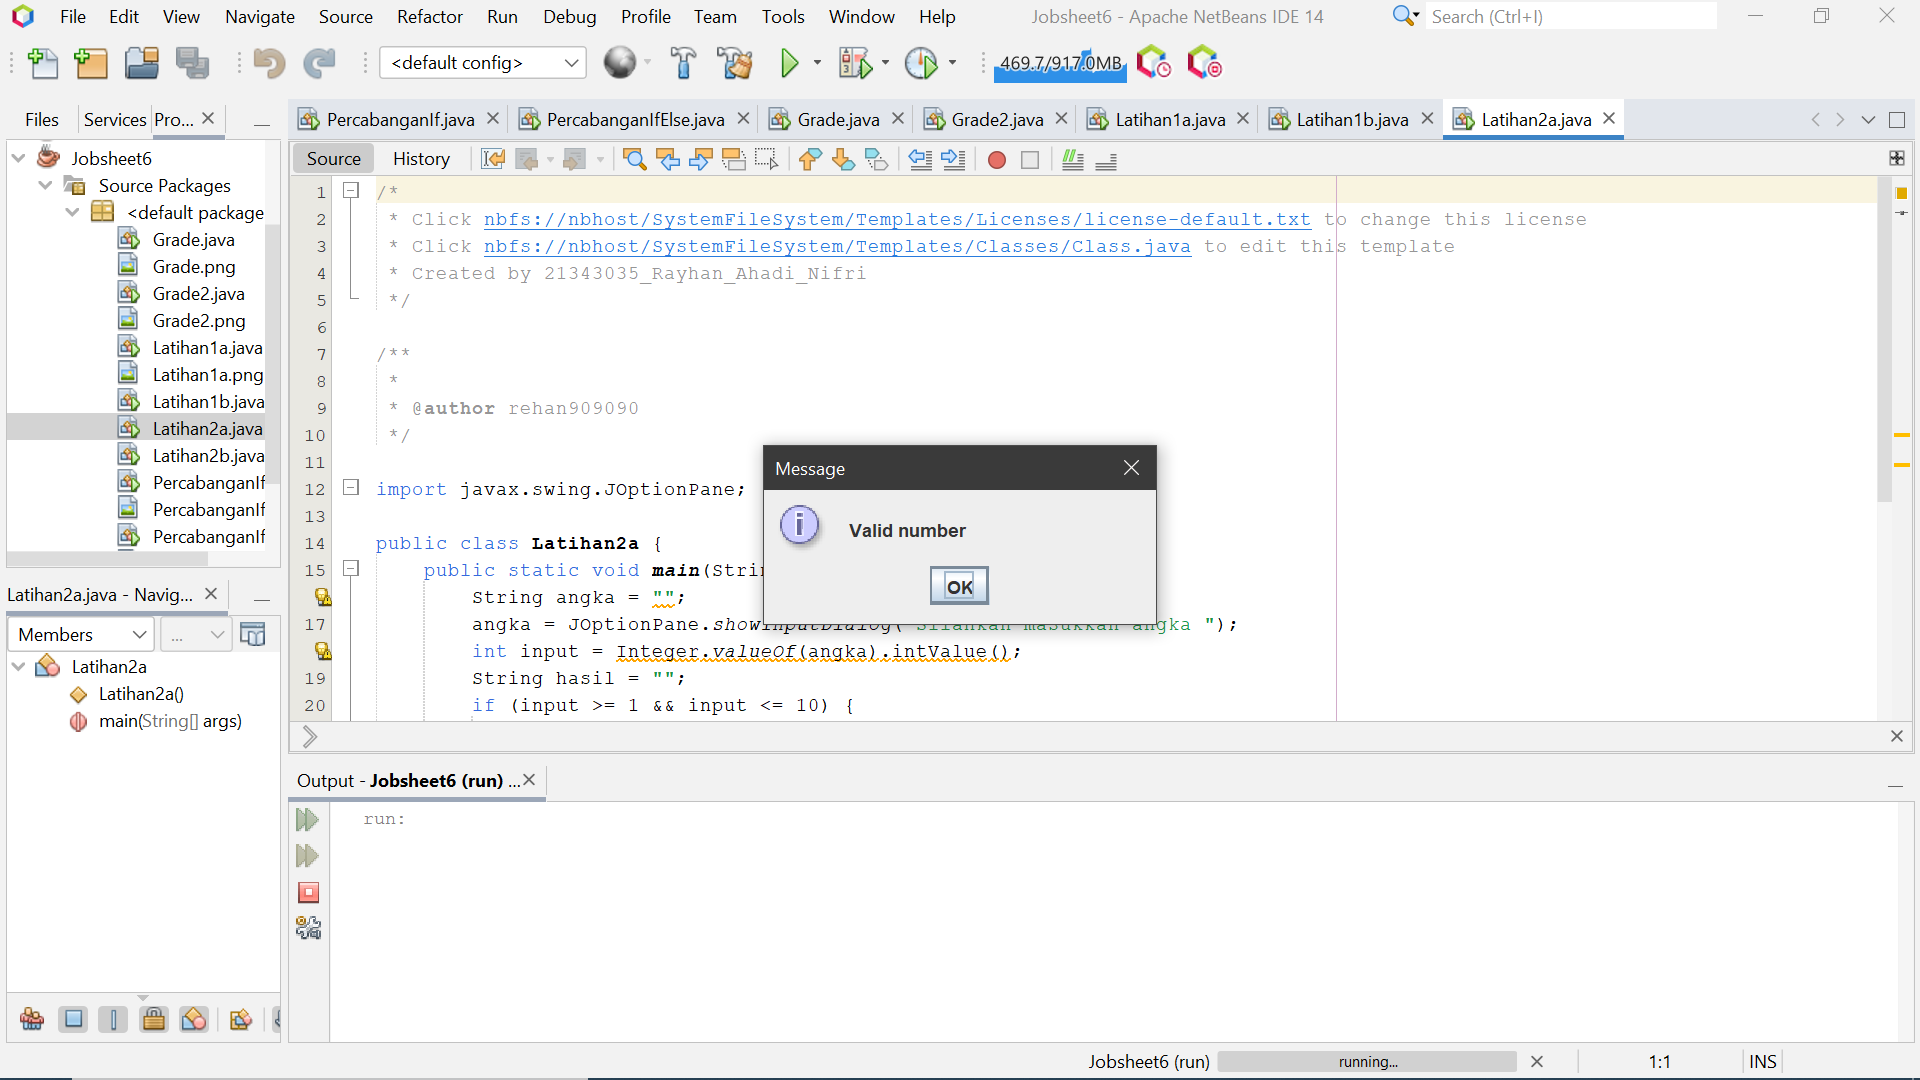 File Edit View Navigate Source Refactor Run Debug Profile Team Tools Window Help
Jobsheet6 - Apache NetBeans IDE 14
Search (Ctrl+I)
<default config>
469.7/917.0MB
Files Services Pro...
PercabanganIf.java PercabanganIfElse.java Grade.java Grade2.java Latihan1a.java Latihan1b.java Latihan2a.java
Source History
Jobsheet6
Source Packages
<default package
Grade.java
Grade.png
Grade2.java
Grade2.png
Latihan1a.java
Latihan1a.png
Latihan1b.java
Latihan2a.java
Latihan2b.java
PercabanganIf
PercabanganIf
PercabanganIf
Latihan2a.java - Navig...
Members ...
Latihan2a
Latihan2a()
main(String[] args)
1 /*
2 * Click nbfs://nbhost/SystemFileSystem/Templates/Licenses/license-default.txt to change this license
3 * Click nbfs://nbhost/SystemFileSystem/Templates/Classes/Class.java to edit this template
4 * Created by 21343035_Rayhan_Ahadi_Nifri
5 */
6
7 /**
8 *
9 * @author rehan909090
10 */
11
12 import javax.swing.JOptionPane;
13
14 public class Latihan2a {
15 public static void main(Strin
String angka = "";
17 angka = JOptionPane.showInputDialog("Silahkan masukkan angka ");
int input = Integer.valueOf(angka).intValue();
19 String hasil = "";
20 if (input >= 1 && input <= 10) {
Message
i
Valid number
OK
Output - Jobsheet6 (run) ...
run:
Jobsheet6 (run) running... 1:1 INS